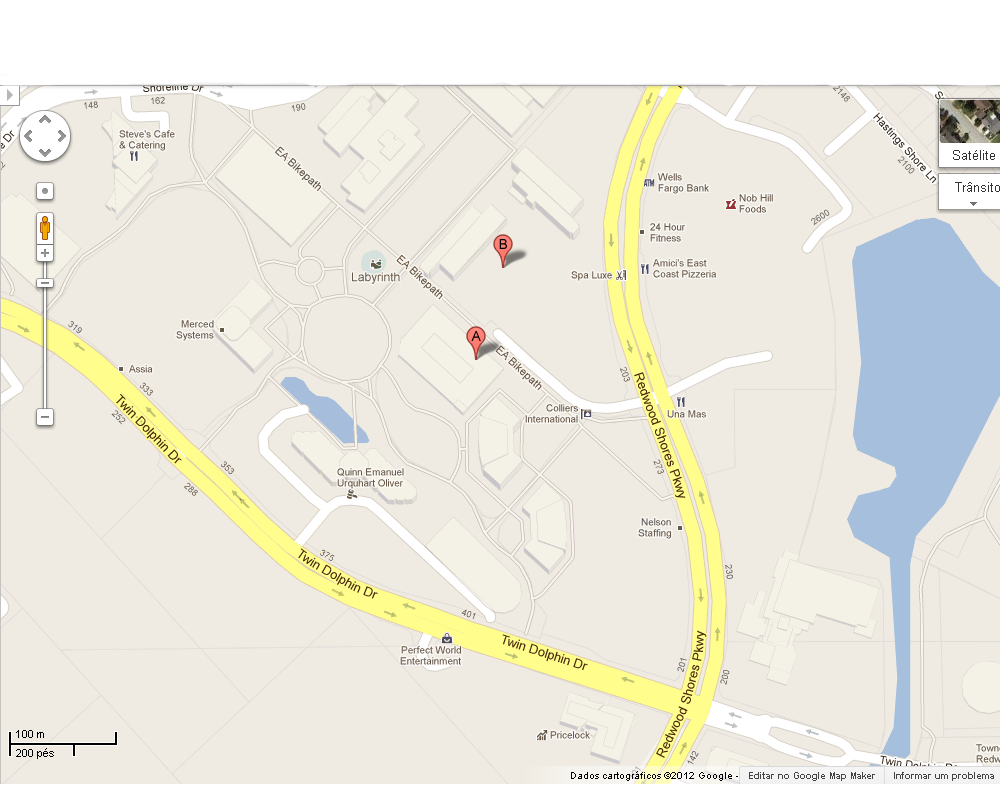 Shoreline Dr
148
162
190
Dr
Steve's Cafe
& Catering
EA Bikepath
2146
Hastings Shore Ln
2100
Satélite
Trânsito
Wells
Fargo Bank
ATM
Nob Hill
Foods
2600
24 Hour
Fitness
B
Amici's East
Coast Pizzeria
Spa Luxe
Labyrinth
EA Bikepath
Merced
Systems
319
A
EA Bikepath
Assia
333
252
Twin Dolphin Dr
203
Redwood Shores Pkwy
Colliers
International
Una Mas
353
288
Quinn Emanuel
Urquhart Oliver
273
Nelson
Staffing
375
Twin Dolphin Dr
230
401
Twin Dolphin Dr
Perfect World
Entertainment
201
200
Redwood Shores Pkwy
Pricelock
142
100 m
200 pés
Twin Dolphin
Dados cartográficos ©2012 Google -
Editar no Google Map Maker
Informar um problema